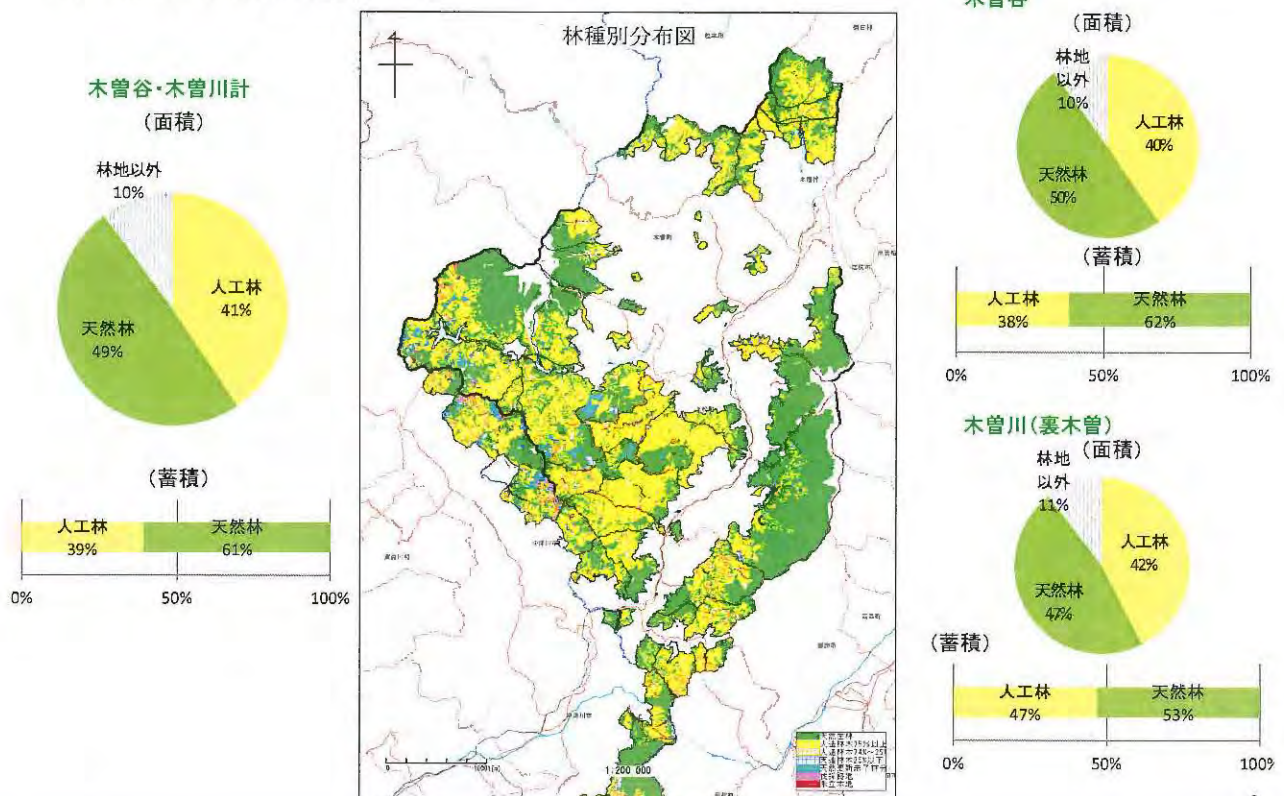 木曽谷・木曽川計
(面積)
林地以外
10%
人工林
41%
天然林
49%
(蓄積)
人工林
39%
天然林
61%
0%
50%
100%
林種別分布図
1:200 000
木曽谷
(面積)
林地
以外
10%
人工林
40%
天然林
50%
(蓄積)
人工林
38%
天然林
62%
0%
50%
100%
木曽川(裏木曽)
(面積)
林地
以外
11%
人工林
42%
天然林
47%
(蓄積)
人工林
47%
天然林
53%
0%
50%
100%